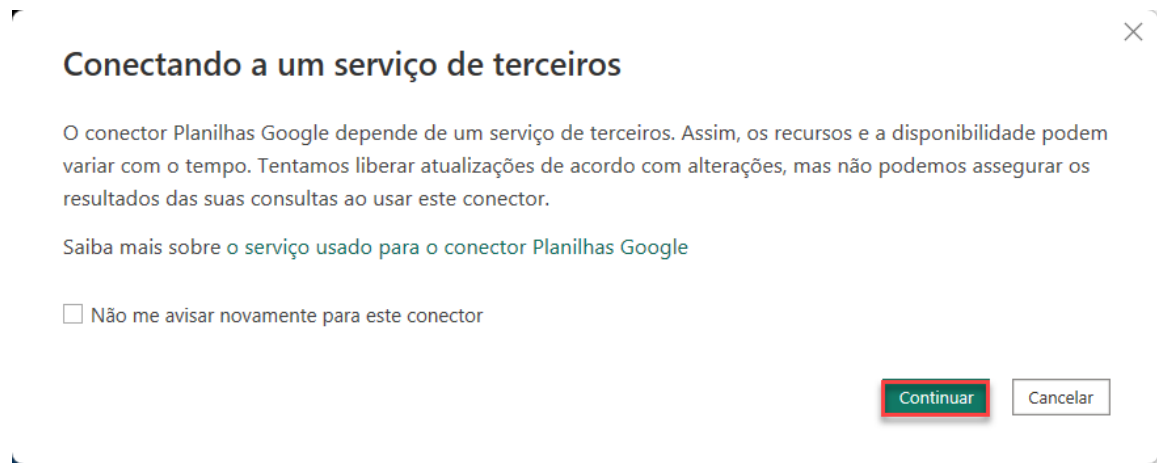 Conectando a um serviço de terceiros
O conector Planilhas Google depende de um serviço de terceiros. Assim, os recursos e a disponibilidade podem
variar com o tempo. Tentamos liberar atualizações de acordo com alterações, mas não podemos assegurar os
resultados das suas consultas ao usar este conector.
Saiba mais sobre o serviço usado para o conector Planilhas Google
Não me avisar novamente para este conector
Continuar
Cancelar